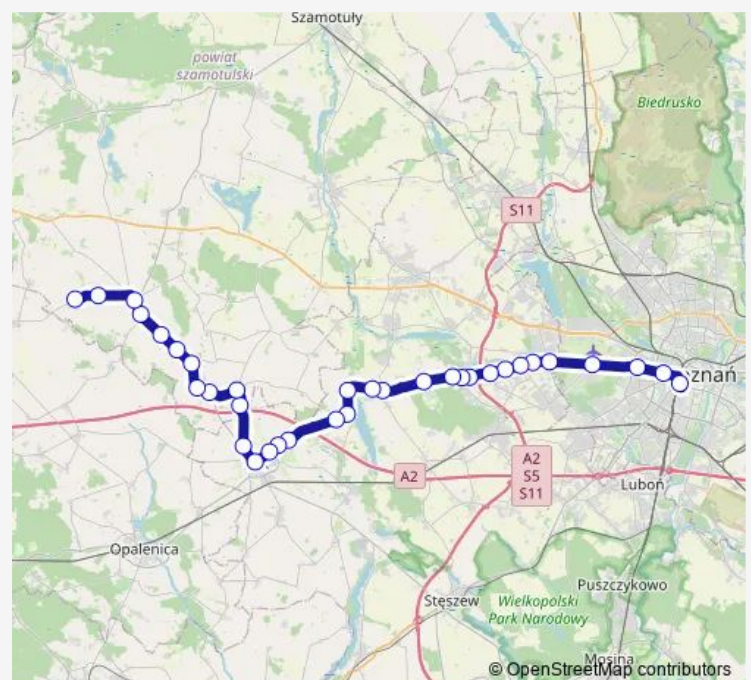 Szamotuły
powiat
szamotulski
Biedrusko
S11
znań
A2
A2
S5
S11
Luboń
Opalenica
Puszczykowo
Stęszew
Wielkopolski
Park Narodowy
Mosina
© OpenStreetMap contributors